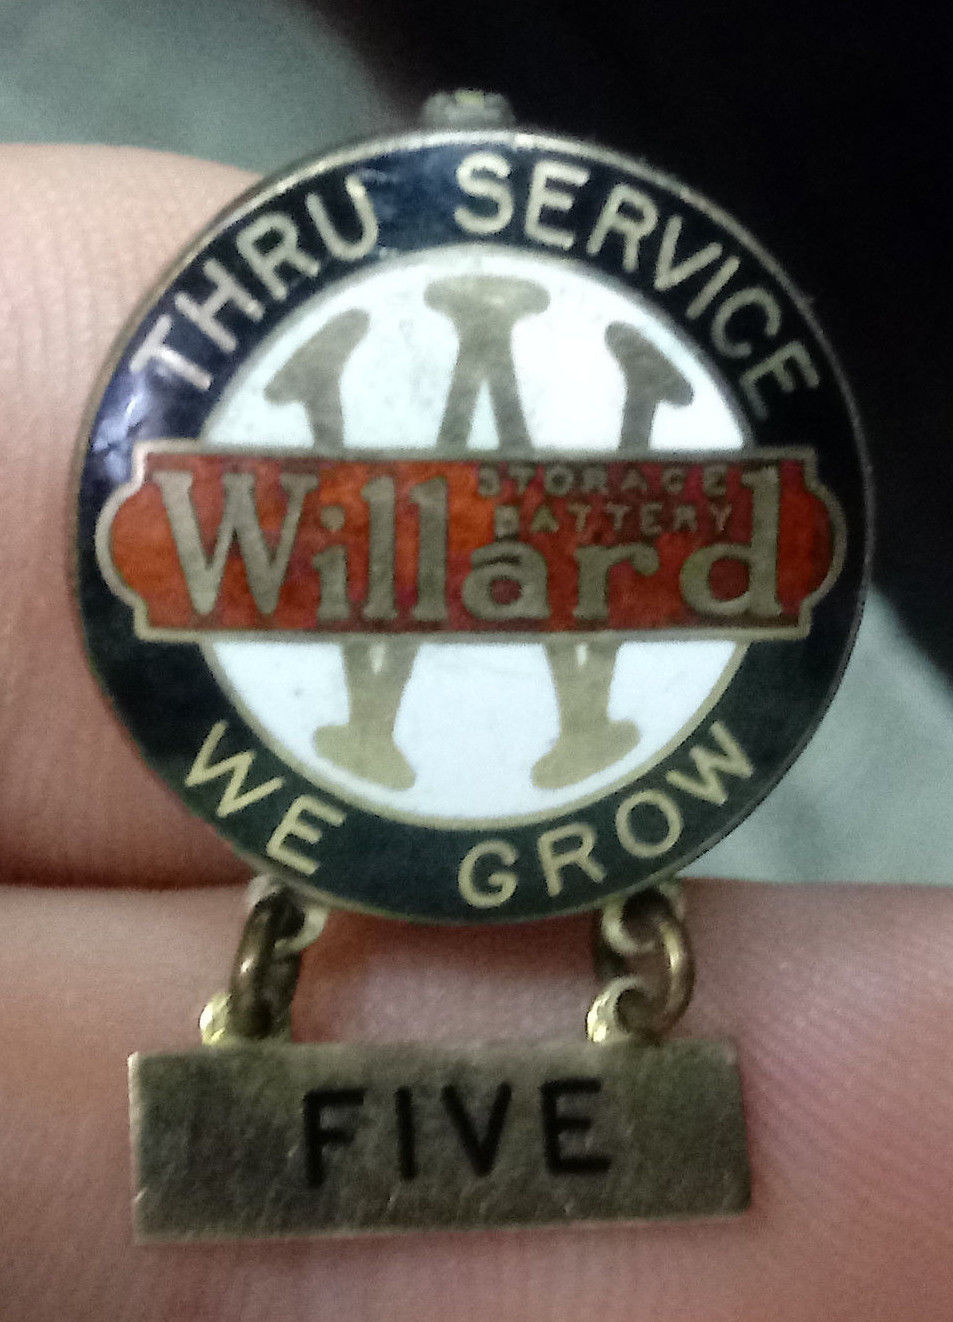 THRU SERVICE
W
Willard
STORAGE
BATTERY
WE GROW
FIVE